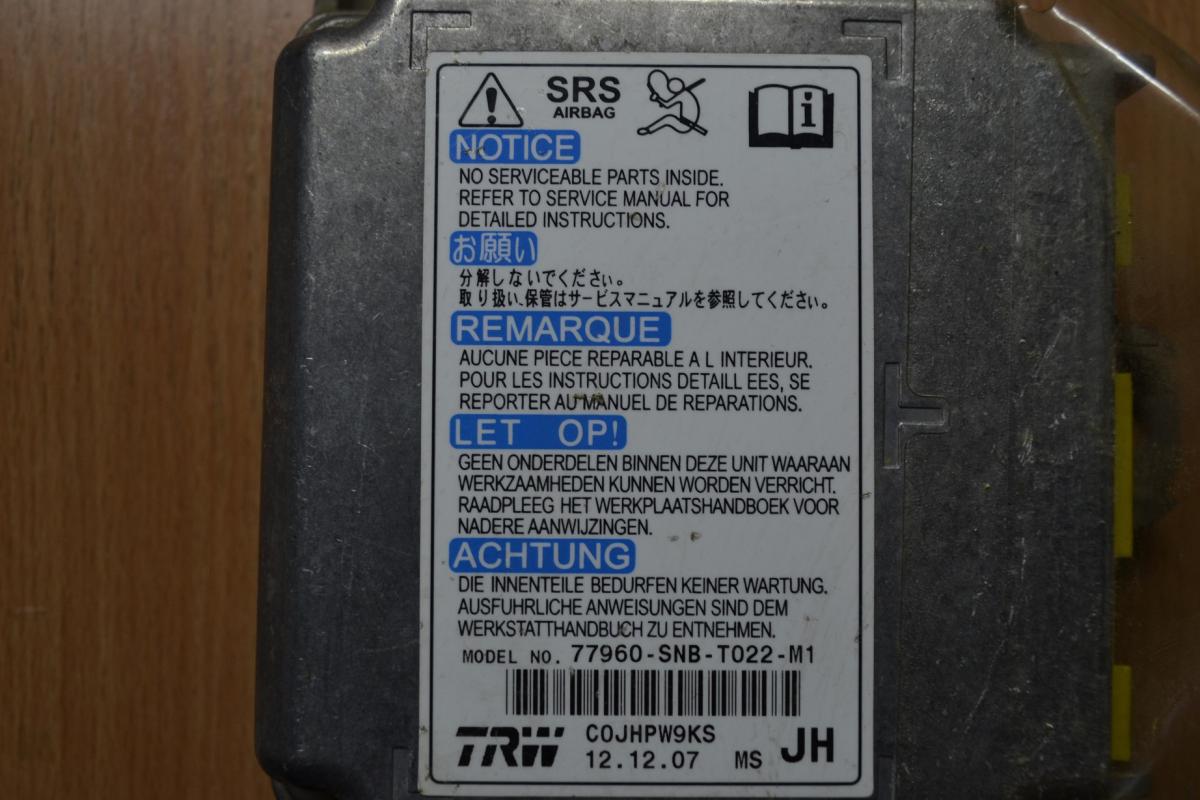 SRS
AIRBAG
NOTICE
NO SERVICEABLE PARTS INSIDE.
REFER TO SERVICE MANUAL FOR
DETAILED INSTRUCTIONS.
お願い
分解しないでください。
取り扱い、保管はサービスマニュアルを参照してください。
REMARQUE
AUCUNE PIECE REPARABLE A L INTERIEUR.
POUR LES INSTRUCTIONS DETAILL EES, SE
REPORTER AU MANUEL DE REPARATIONS.
LET OP!
GEEN ONDERDELEN BINNEN DEZE UNIT WAARAAN
WERKZAAMHEDEN KUNNEN WORDEN VERRICHT.
RAADPLEEG HET WERKPLAATSHANDBOEK VOOR
NADERE AANWIJZINGEN.
ACHTUNG
DIE INNENTEILE BEDURFEN KEINER WARTUNG.
AUSFUHRLICHE ANWEISUNGEN SIND DEM
WERKSTATTHANDBUCH ZU ENTNEHMEN.
MODEL NO. 77960-SNB-T022-M1
TRW C0JHPW9KS
12.12.07 MS JH